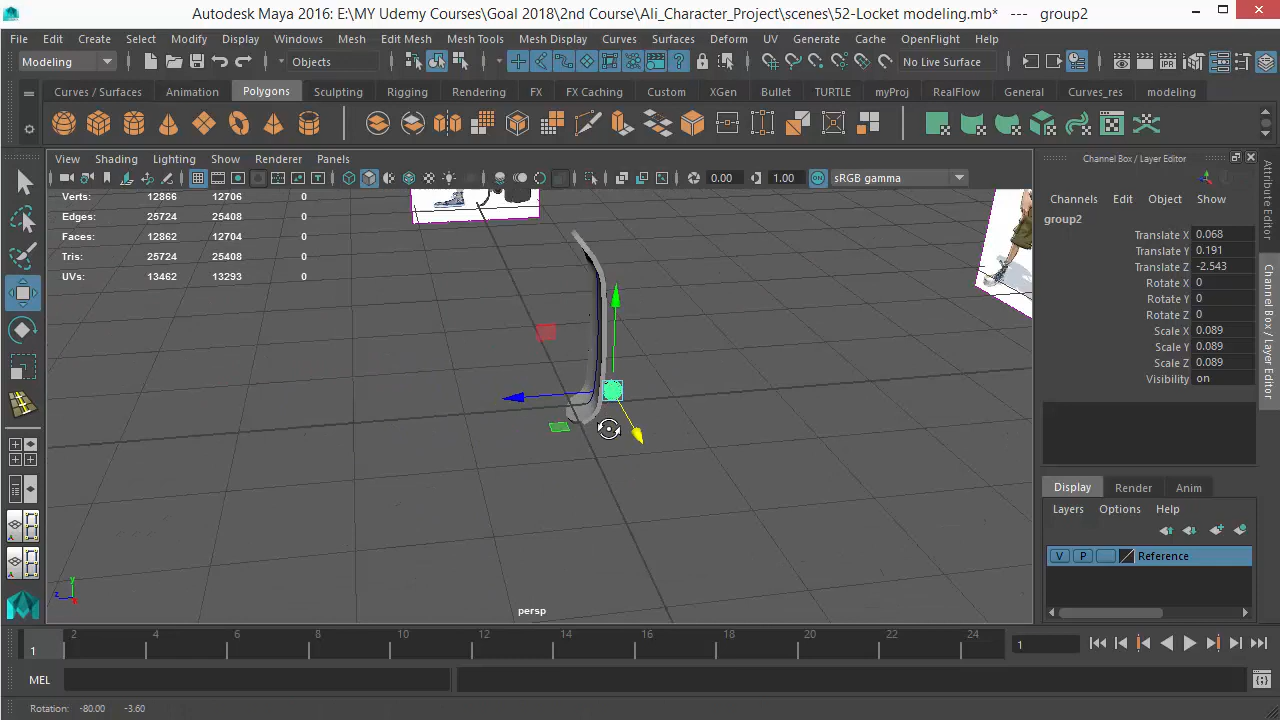 Autodesk Maya 2016: E:\MY Udemy Courses\Goal 2018\2nd Course\Ali_Character_Project\scenes\52-Locket modeling.mb* --- group2
File Edit Create Select Modify Display Windows Mesh Edit Mesh Mesh Tools Mesh Display Curves Surfaces Deform UV Generate Cache OpenFlight Help
Modeling Objects No Live Surface
Curves / Surfaces Animation Polygons Sculpting Rigging Rendering FX FX Caching Custom XGen Bullet TURTLE myProj RealFlow General Curves_res modeling
View Shading Lighting Show Renderer Panels Channel Box / Layer Editor
0.00 1.00 ON sRGB gamma
Verts: 12866 12706 0
Edges: 25724 25408 0
Faces: 12862 12704 0
Tris: 25724 25408 0
UVs: 13462 13293 0
Channels Edit Object Show
group2
Translate X 0.068
Translate Y 0.191
Translate Z -2.543
Rotate X 0
Rotate Y 0
Rotate Z 0
Scale X 0.089
Scale Y 0.089
Scale Z 0.089
Visibility on
Attribute Editor
Channel Box / Layer Editor
Display Render Anim
Layers Options Help
V P Reference
y
z x
persp
1 2 4 6 8 10 12 14 16 18 20 22 24 1
MEL
Rotation: -80.00 -3.60